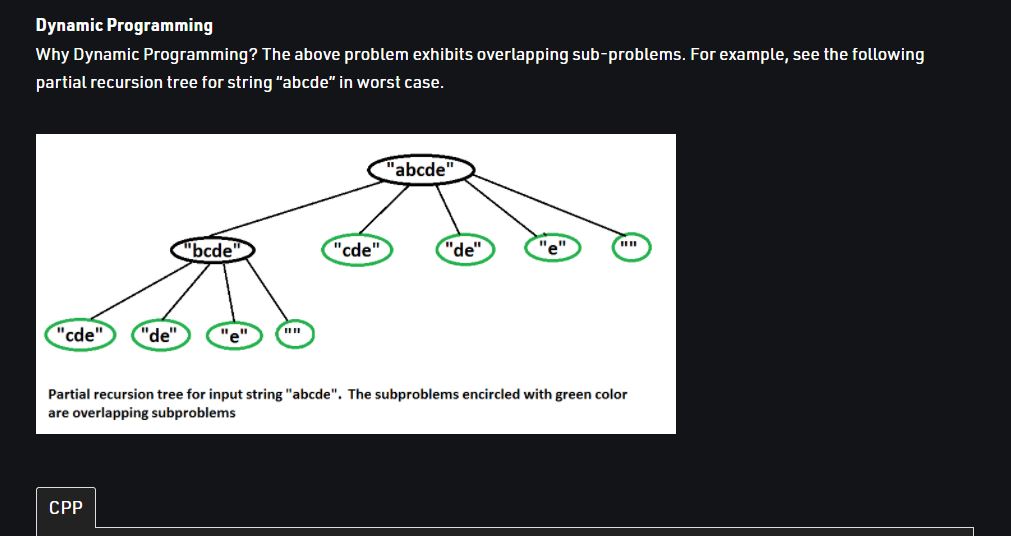 Dynamic Programming
Why Dynamic Programming? The above problem exhibits overlapping sub-problems. For example, see the following
partial recursion tree for string "abcde" in worst case.
"abcde"
"bcde" "cde" "de" "e" ""
"cde" "de" "e" ""
Partial recursion tree for input string "abcde". The subproblems encircled with green color
are overlapping subproblems
CPP